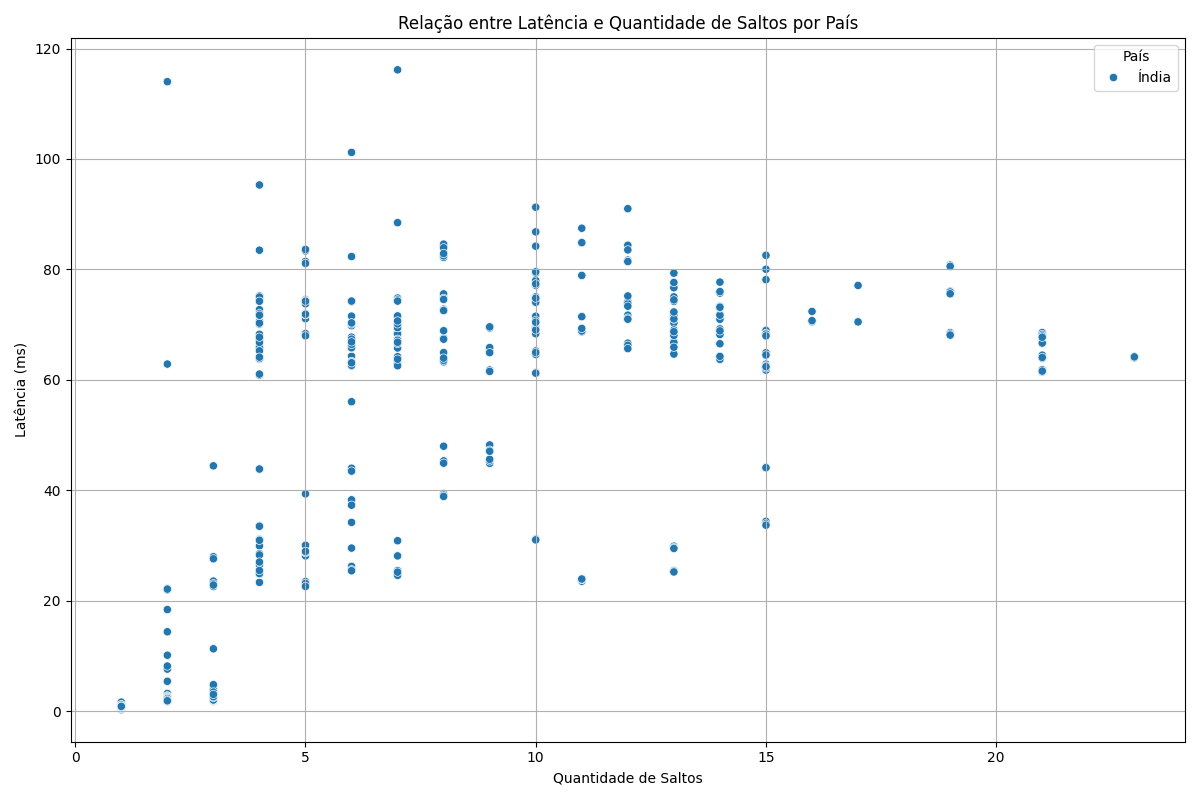 Relação entre Latência e Quantidade de Saltos por País
País
Índia
Latência (ms)
120
100
80
60
40
20
0
0 5 10 15 20
Quantidade de Saltos